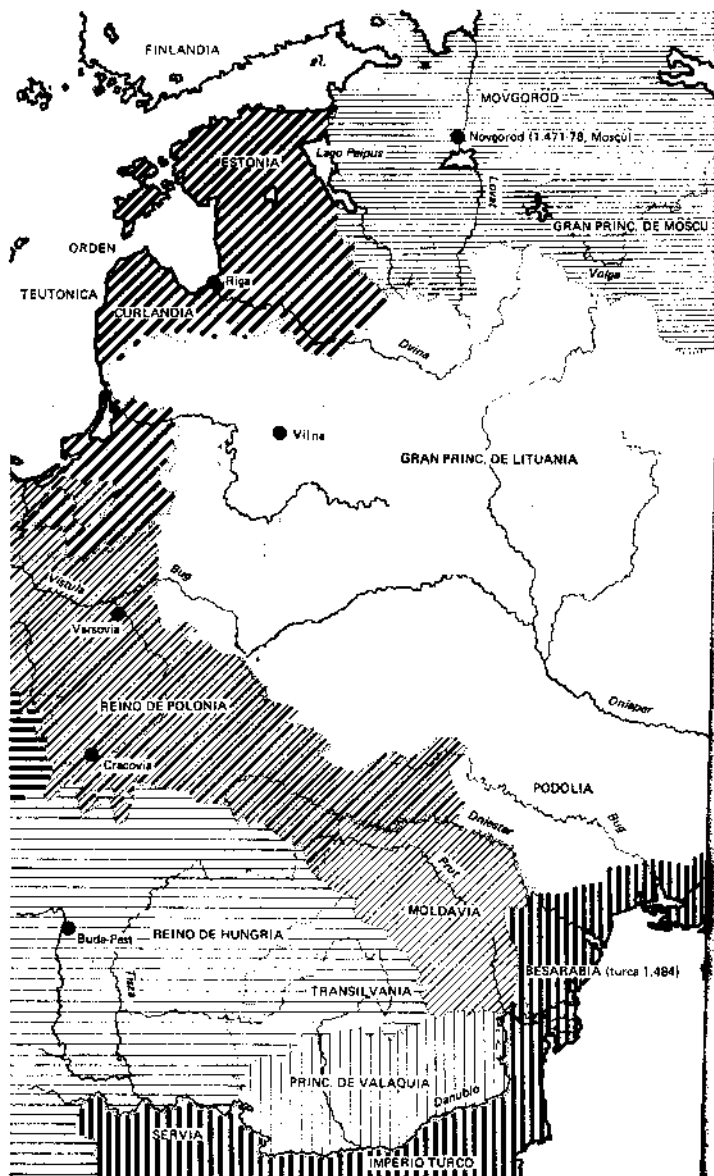 FINLANDIA
MOVGOROD
Novgorod (1.471-78, Moscú)
Lago Peipus
ESTONIA
Lovat
GRAN PRINC. DE MOSCU
ORDEN
Volga
TEUTONICA
Riga
CURLANDIA
Dvina
Vilna
GRAN PRINC. DE LITUANIA
Vistula
Bug
Varsovia
REINO DE POLONIA
Dnieper
Cracovia
PODOLIA
Dniester
Bug
Prut
MOLDAVIA
REINO DE HUNGRIA
Buda-Pest
BESARABIA (turca 1.484)
Tisza
TRANSILVANIA
PRINC. DE VALAQUIA
Danubio
SERVIA
IMPERIO TURCO